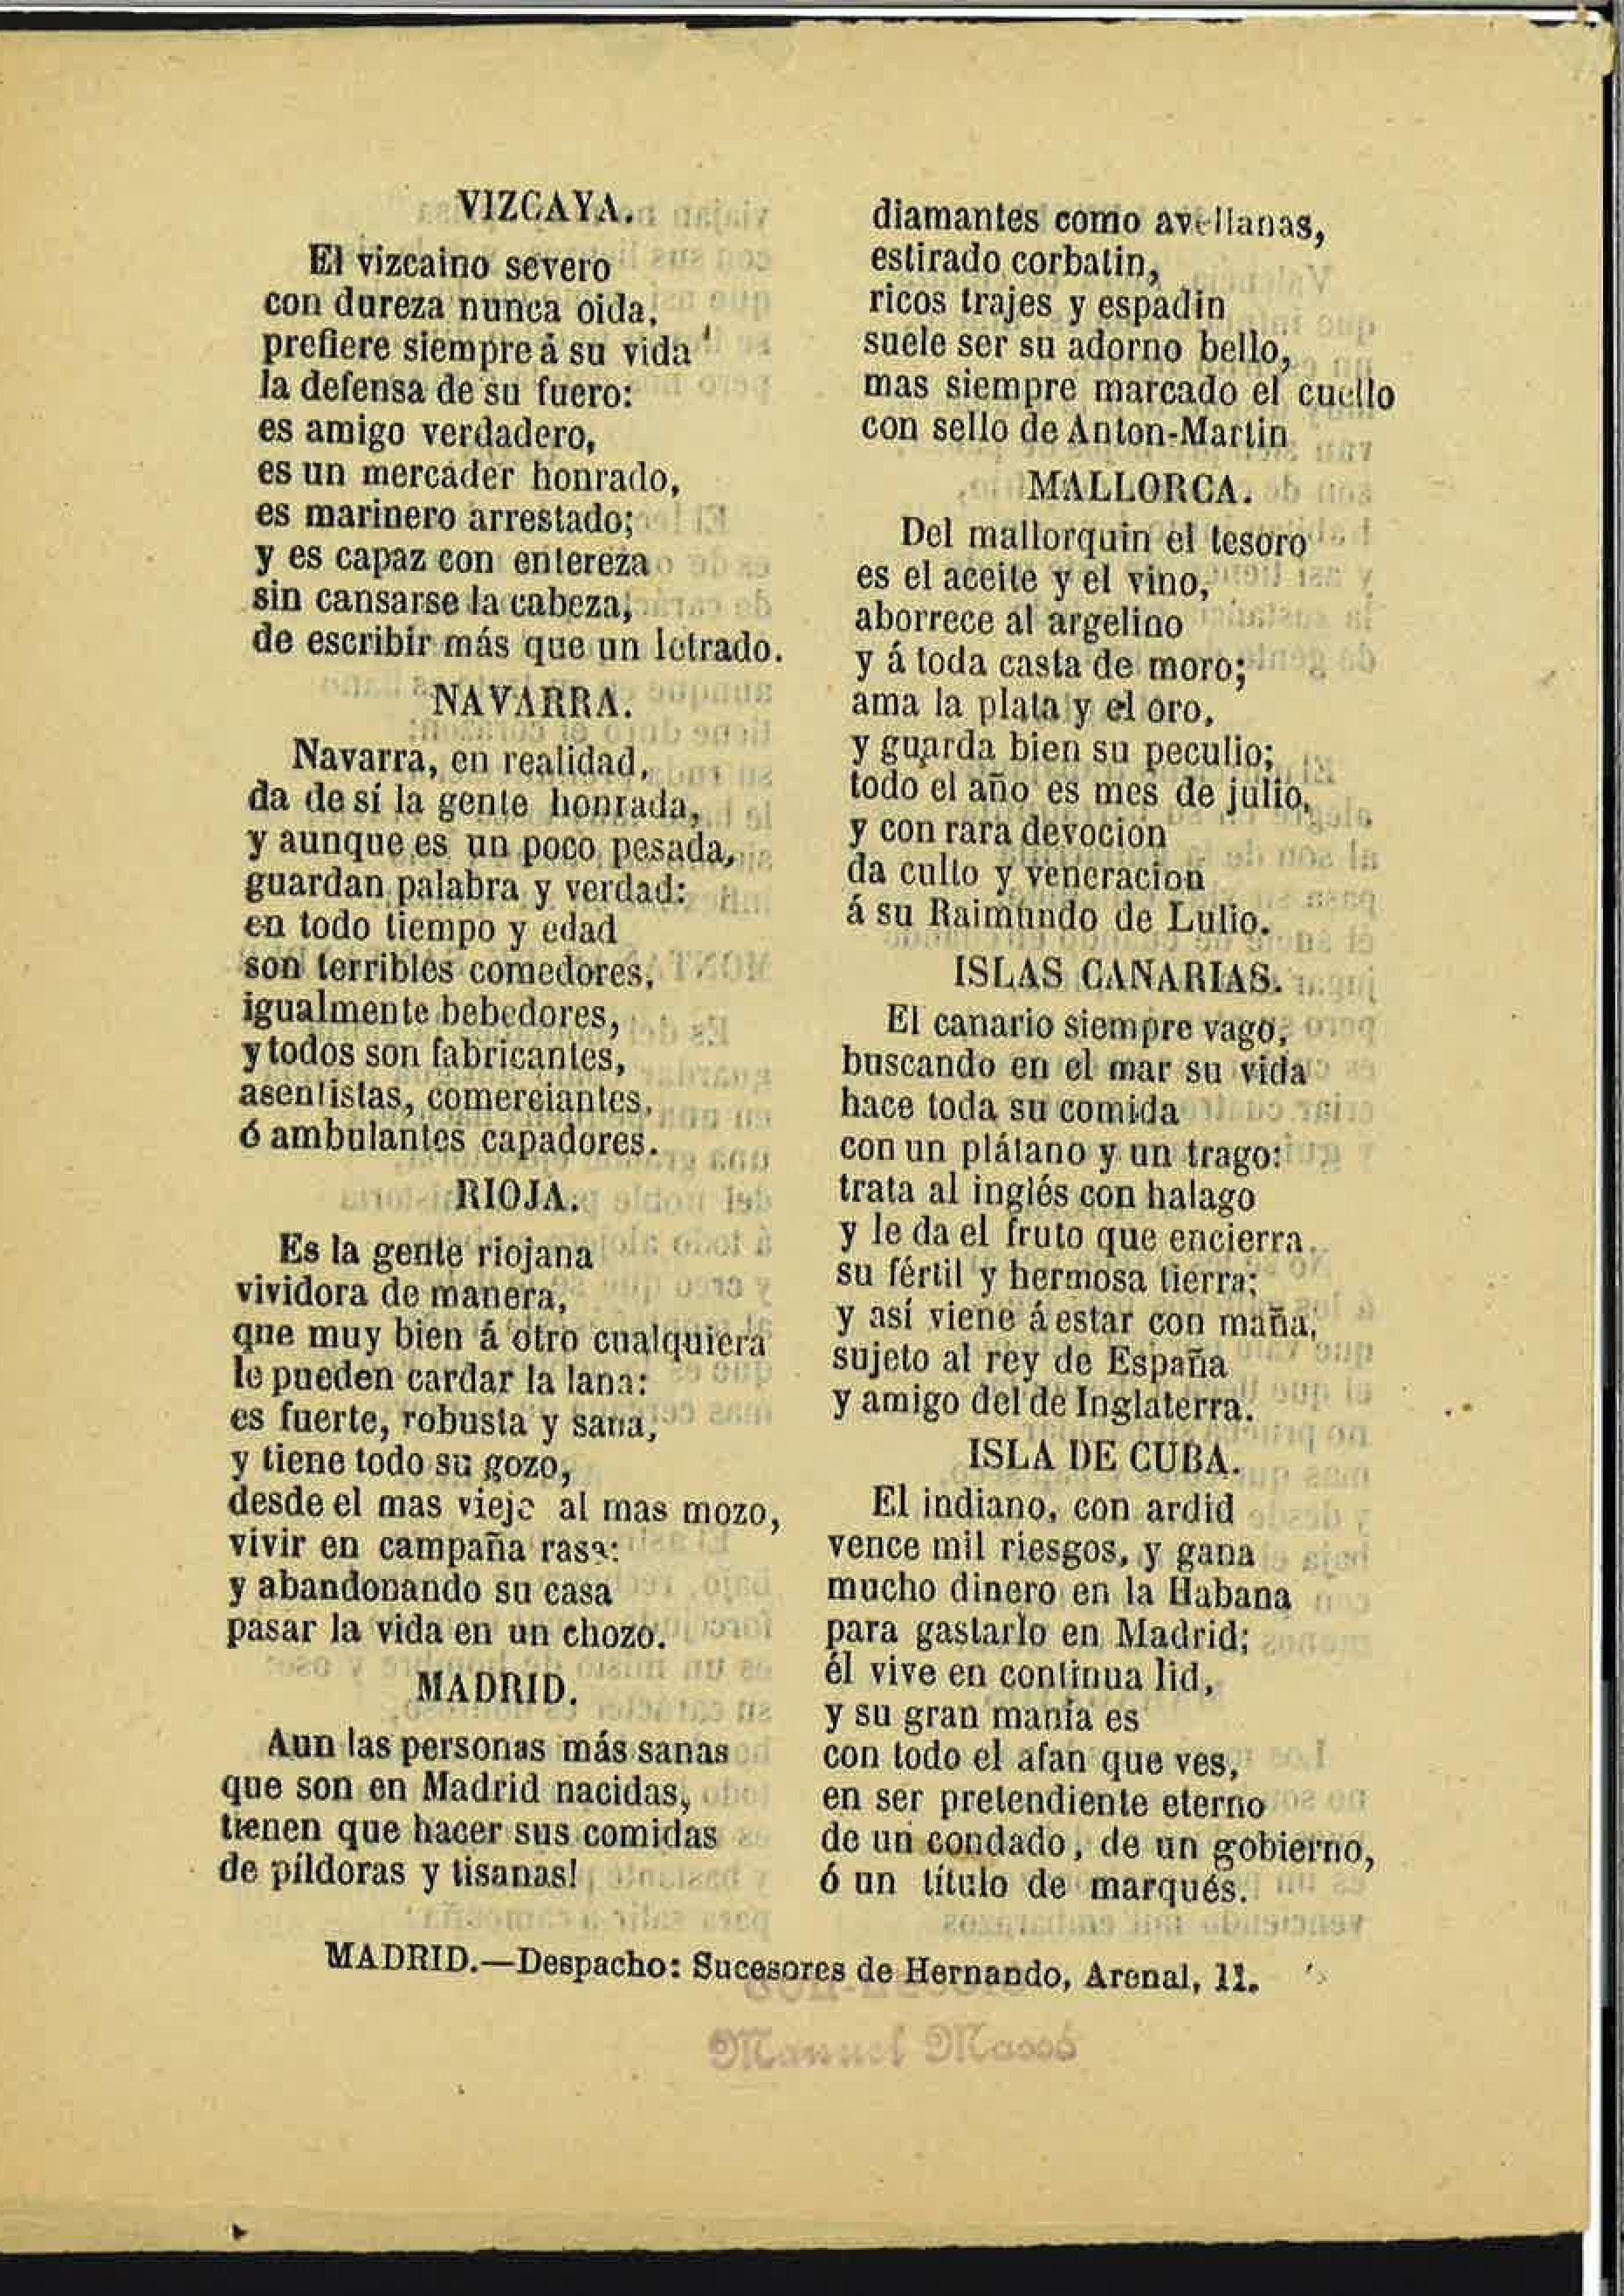 VIZCAYA.
El vizcaino severo
con dureza nunca oida,
prefiere siempre á su vida
la defensa de su fuero:
es amigo verdadero,
es un mercader honrado,
es marinero arrestado;
y es capaz con entereza
sin cansarse la cabeza,
de escribir más que un letrado.
NAVARRA.
Navarra, en realidad,
da de sí la gente honrada,
y aunque es un poco pesada,
guardan palabra y verdad:
en todo tiempo y edad
son terribles comedores,
igualmente bebedores,
y todos son fabricantes,
asentistas, comerciantes,
ó ambulantes capadores.
RIOJA.
Es la gente riojana
vividora de manera,
que muy bien á otro cualquiera
le pueden cardar la lana:
es fuerte, robusta y sana,
y tiene todo su gozo,
desde el mas viejo al mas mozo,
vivir en campaña rasa:
y abandonando su casa
pasar la vida en un chozo.
MADRID.
Aun las personas más sanas
que son en Madrid nacidas,
tienen que hacer sus comidas
de píldoras y tisanas!
diamantes como avellanas,
estirado corbatin,
ricos trajes y espadin
suele ser su adorno bello,
mas siempre marcado el cuello
con sello de Anton-Martin
MALLORCA.
Del mallorquin el tesoro
es el aceite y el vino,
aborrece al argelino
y á toda casta de moro;
ama la plata y el oro,
y guarda bien su peculio;
todo el año es mes de julio,
y con rara devocion
da culto y veneracion
á su Raimundo de Lulio.
ISLAS CANARIAS.
El canario siempre vago,
buscando en el mar su vida
hace toda su comida
con un plátano y un trago:
trata al inglés con halago
y le da el fruto que encierra
su fértil y hermosa tierra;
y así viene á estar con maña,
sujeto al rey de España
y amigo del de Inglaterra.
ISLA DE CUBA.
El indiano, con ardid
vence mil riesgos, y gana
mucho dinero en la Habana
para gastarlo en Madrid;
él vive en continua lid,
y su gran manía es
con todo el afan que ves,
en ser pretendiente eterno
de un condado, de un gobierno,
ó un título de marqués.
MADRID.—Despacho: Sucesores de Hernando, Arenal, 11.
Manuel Massó